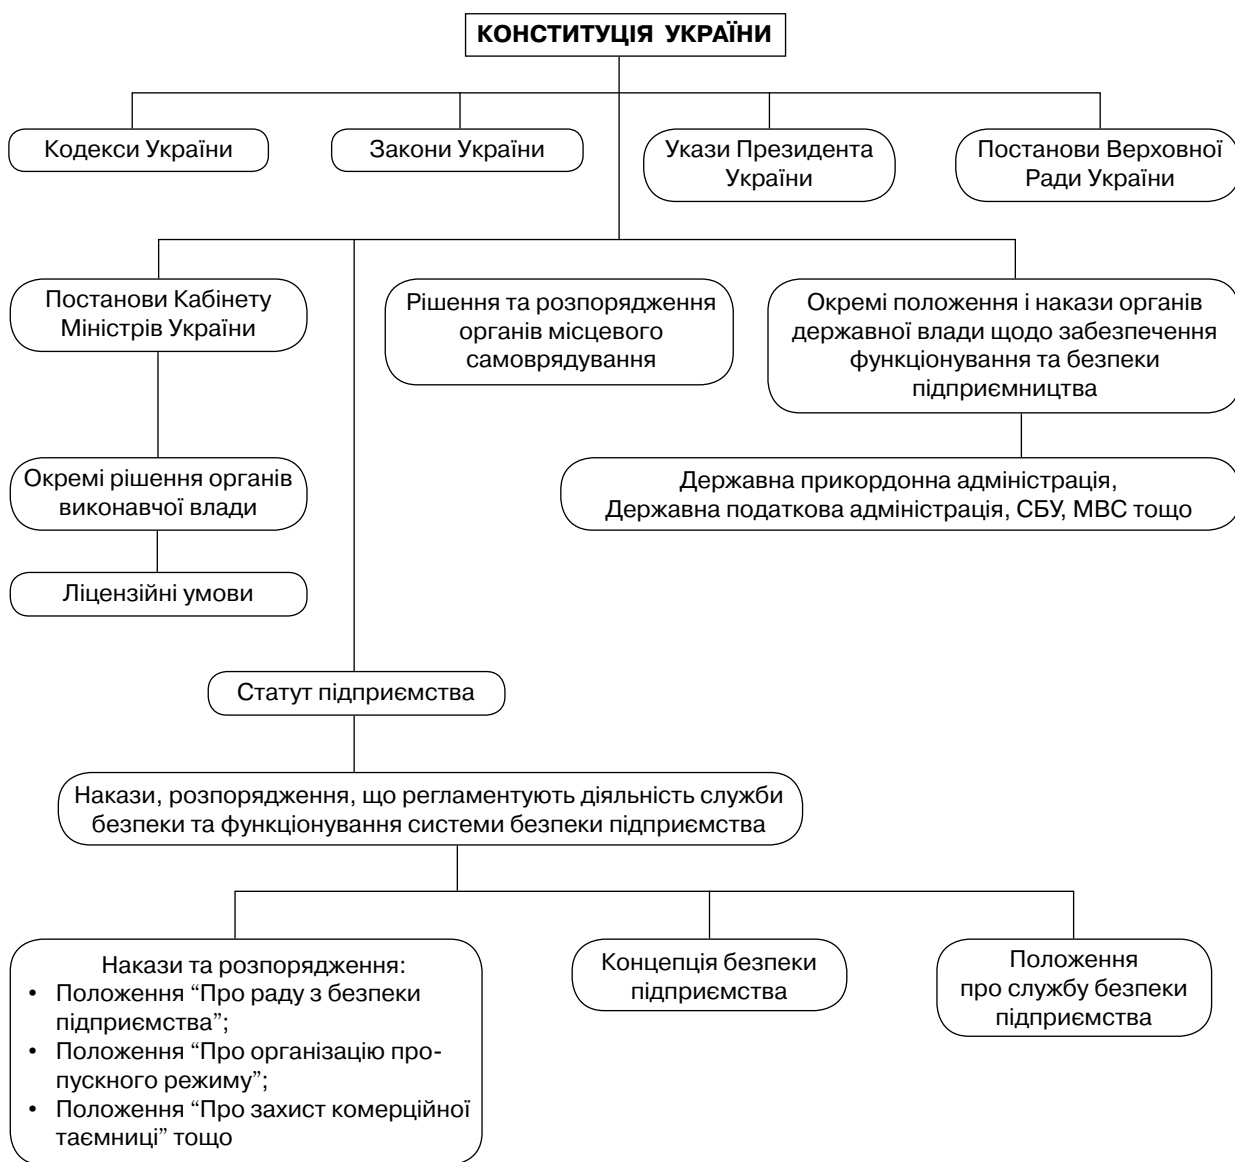 КОНСТИТУЦІЯ УКРАЇНИ
Кодекси України
Закони України
Укази Президента
України
Постанови Верховної
Ради України
Постанови Кабінету
Міністрів України
Рішення та розпорядження
органів місцевого
самоврядування
Окремі положення і накази органів
державної влади щодо забезпечення
функціонування та безпеки
підприємництва
Окремі рішення органів
виконавчої влади
Державна прикордонна адміністрація,
Державна податкова адміністрація, СБУ, МВС тощо
Ліцензійні умови
Статут підприємства
Накази, розпорядження, що регламентують діяльність служби
безпеки та функціонування системи безпеки підприємства
Накази та розпорядження:
• Положення “Про раду з безпеки
підприємства”;
• Положення “Про організацію про-
пускного режиму”;
• Положення “Про захист комерційної
таємниці” тощо
Концепція безпеки
підприємства
Положення
про службу безпеки
підприємства